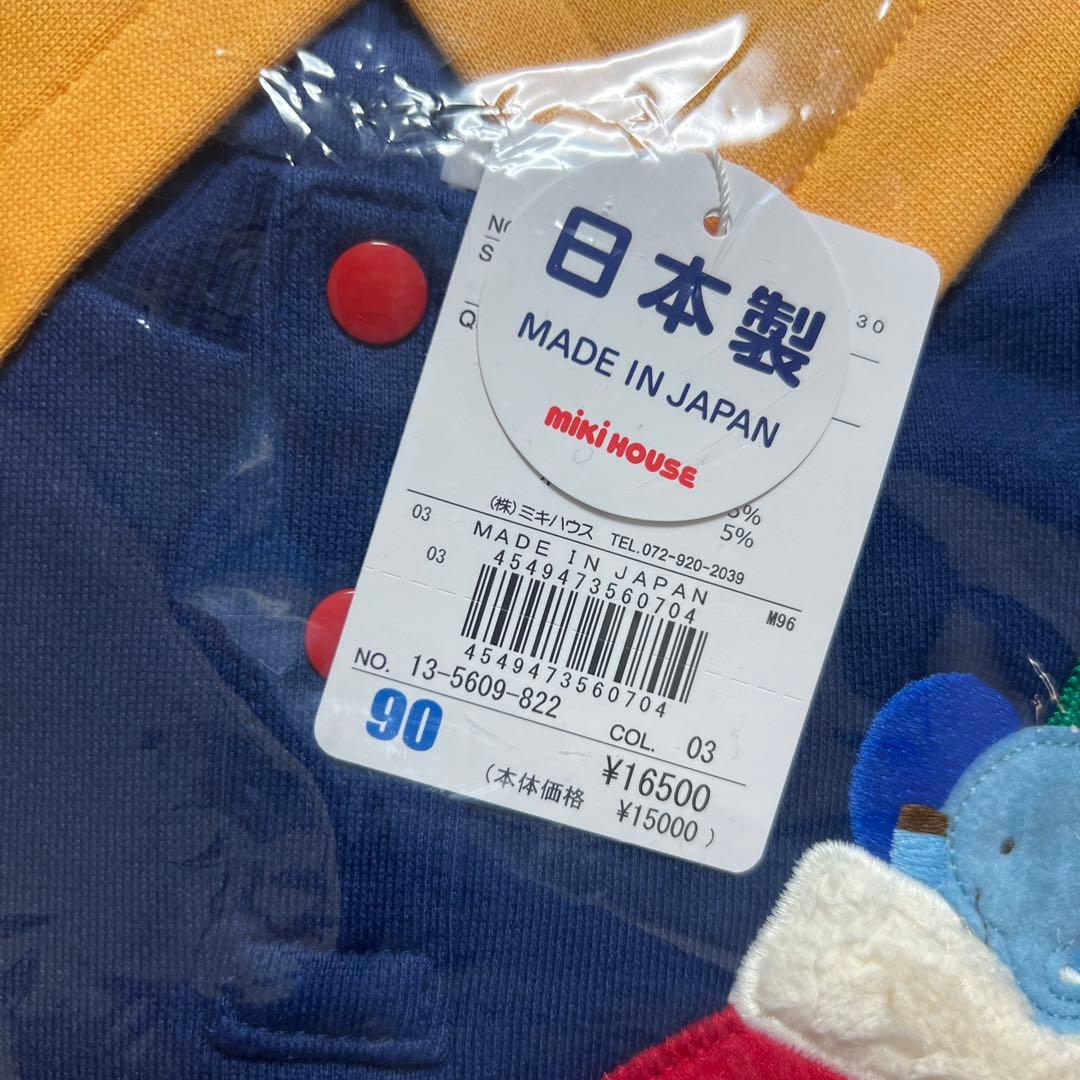 日本製
MADE IN JAPAN
miki HOUSE
30
5%
(株)ミキハウス TEL.072-920-2039
03
MADE IN JAPAN
03
4549473560704
M96
4549473560704
NO. 13-5609-822
90
COL. 03
¥16500
(本体価格 ¥15000)